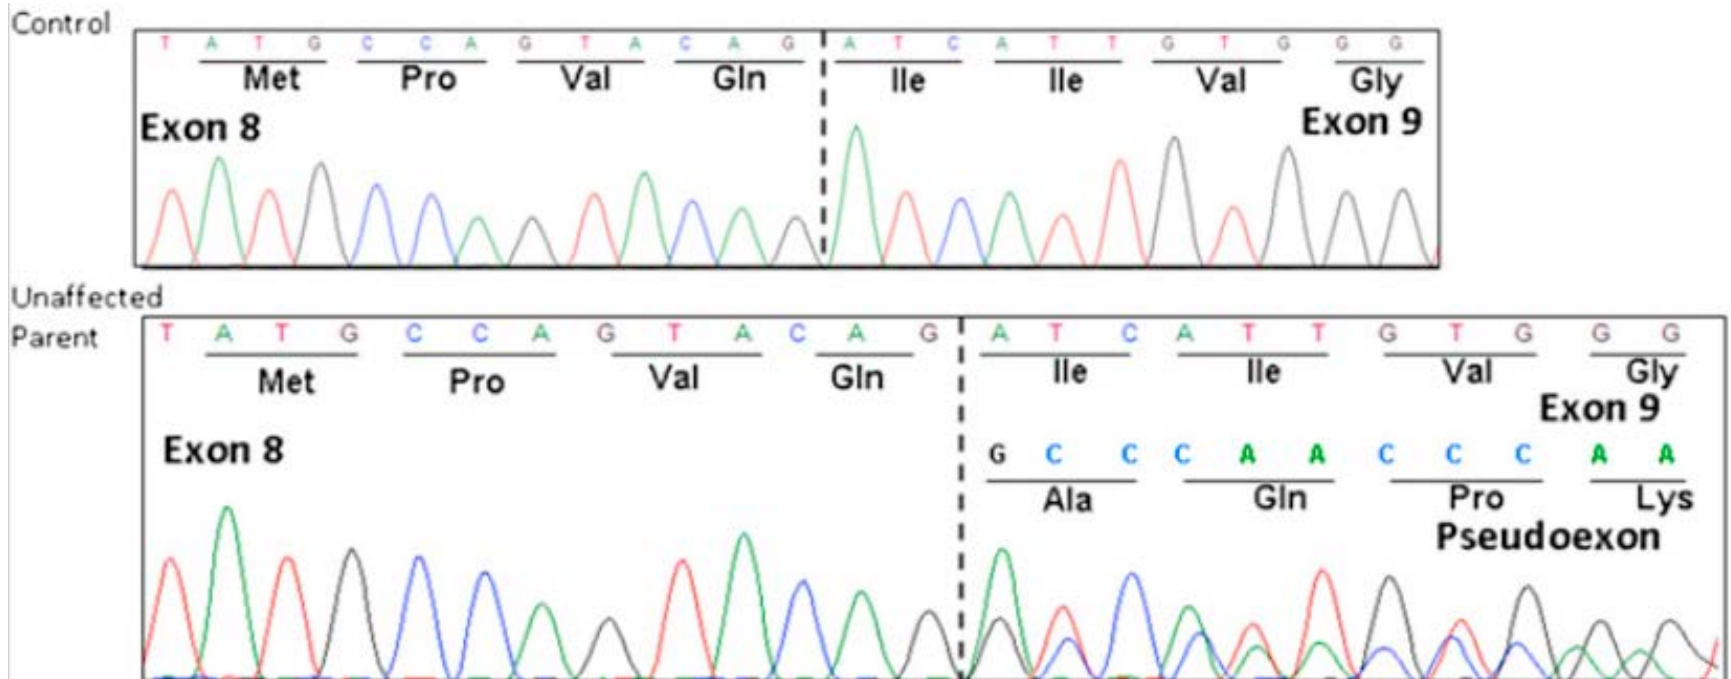 Control
T A T G C C A G T A C A G A T C A T T G T G G G
Met Pro Val Gln Ile Ile Val Gly
Exon 8 Exon 9
Unaffected
Parent
T A T G C C A G T A C A G A T C A T T G T G G G
Met Pro Val Gln Ile Ile Val Gly
Exon 9
Exon 8 G C C C A A C C C A A
Ala Gln Pro Lys
Pseudoexon